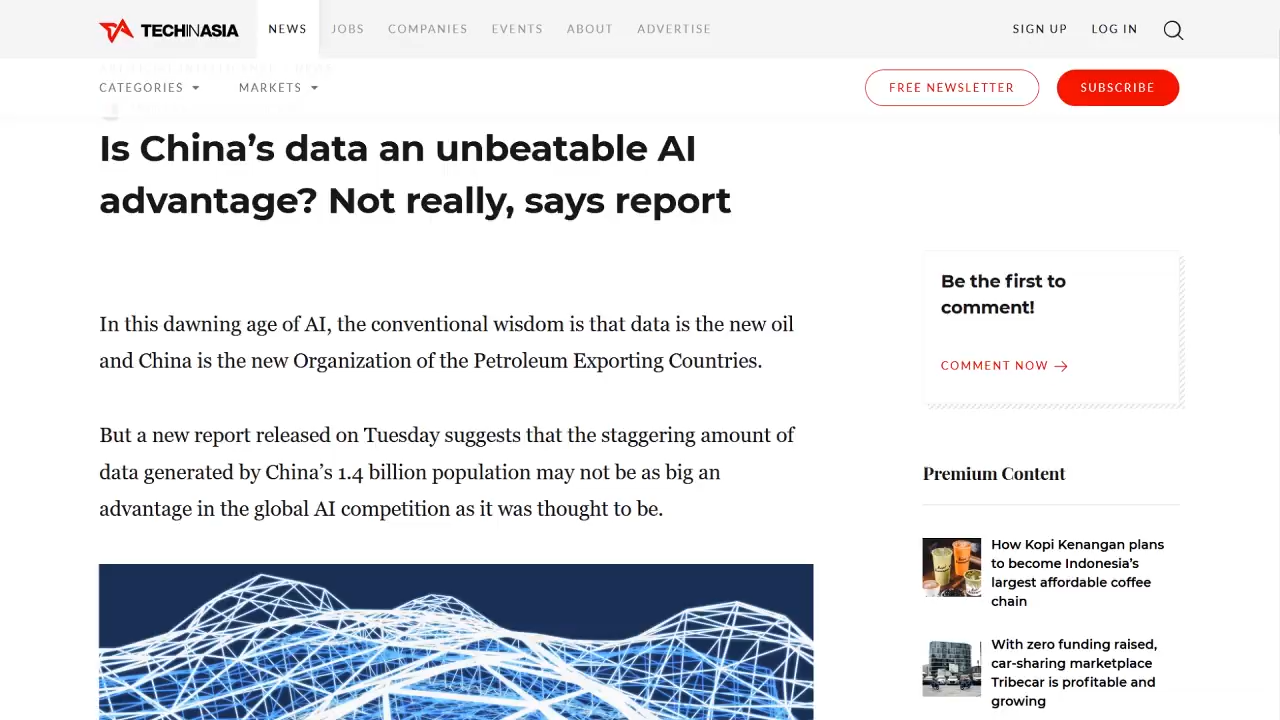 TECHINASIA
NEWS
JOBS
COMPANIES
EVENTS
ABOUT
ADVERTISE
SIGN UP
LOG IN
CATEGORIES
MARKETS
FREE NEWSLETTER
SUBSCRIBE
Is China’s data an unbeatable AI
advantage? Not really, says report
In this dawning age of AI, the conventional wisdom is that data is the new oil
and China is the new Organization of the Petroleum Exporting Countries.
But a new report released on Tuesday suggests that the staggering amount of
data generated by China’s 1.4 billion population may not be as big an
advantage in the global AI competition as it was thought to be.
Be the first to
comment!
COMMENT NOW
Premium Content
How Kopi Kenangan plans
to become Indonesia’s
largest affordable coffee
chain
With zero funding raised,
car-sharing marketplace
Tribecar is profitable and
growing